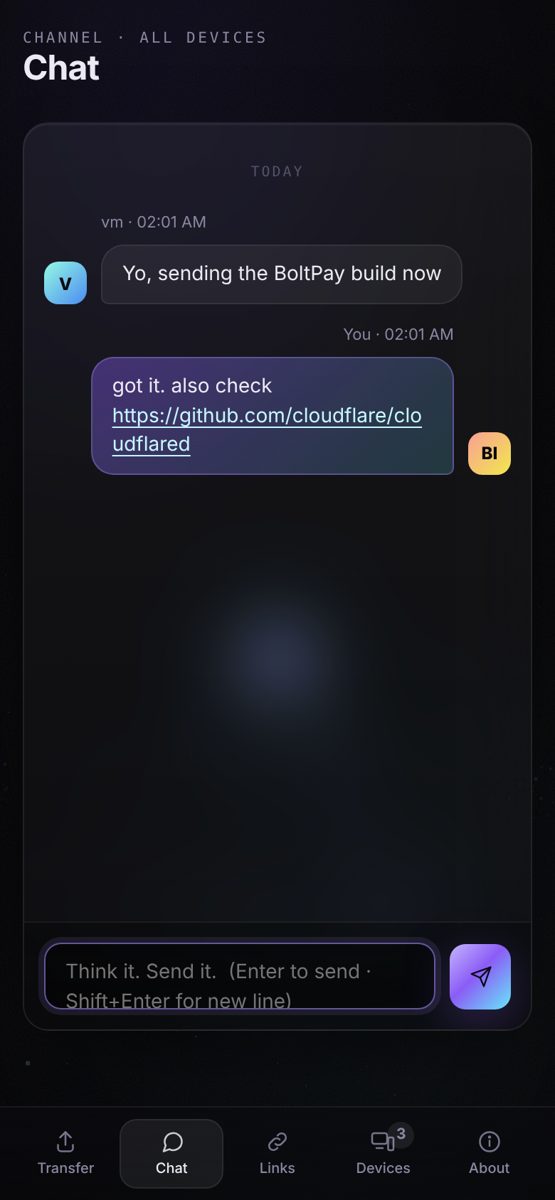 CHANNEL · ALL DEVICES
Chat
TODAY
vm · 02:01 AM
V
Yo, sending the BoltPay build now
You · 02:01 AM
got it. also check
https://github.com/cloudflare/clo
udflared
BI
Think it. Send it.  (Enter to send ·
Shift+Enter for new line)
3
Transfer
Chat
Links
Devices
About